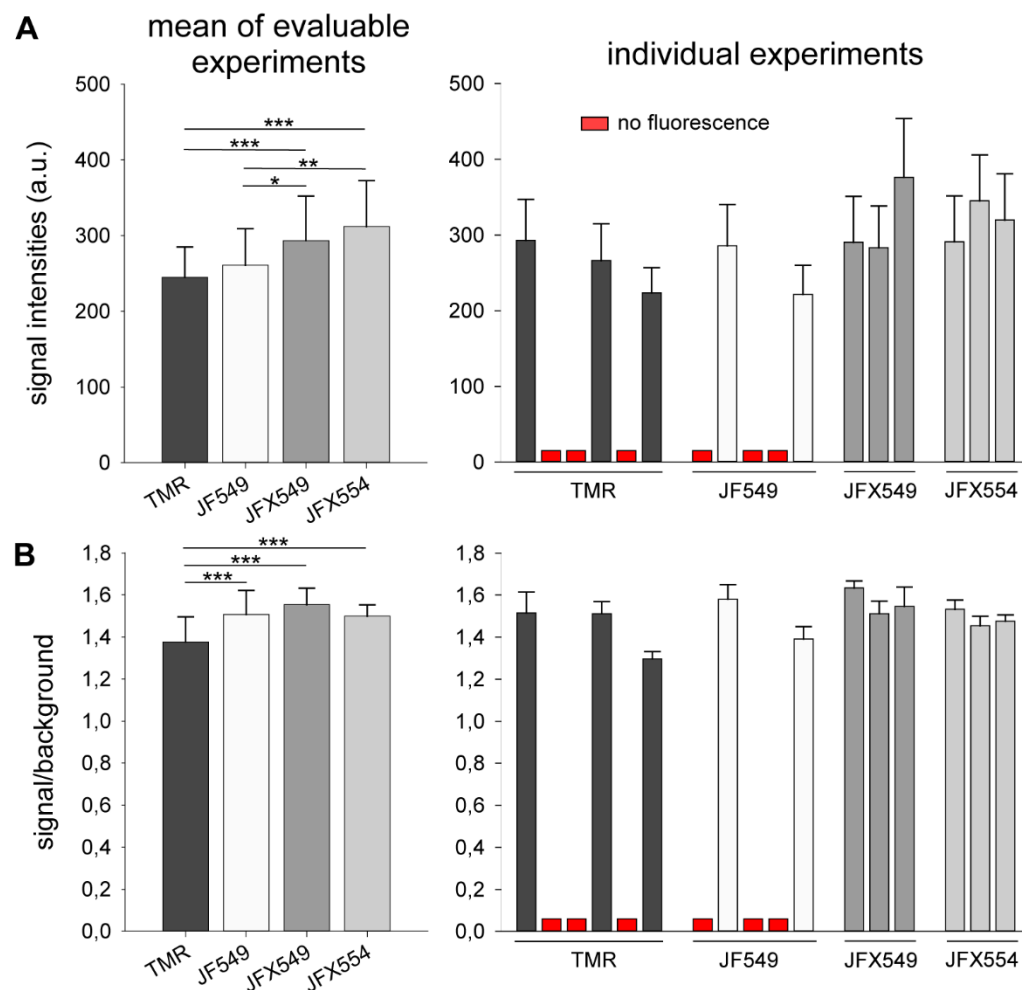 A
mean of evaluable
experiments
individual experiments
signal intensities (a.u.)
500
400
300
200
100
0
***
***
**
*
TMR
JF549
JFX549
JFX554
500
400
300
200
100
0
no fluorescence
TMR
JF549
JFX549
JFX554
B
signal/background
1,8
1,6
1,4
1,2
1,0
0,8
0,6
0,4
0,2
0,0
***
***
***
TMR
JF549
JFX549
JFX554
1,8
1,6
1,4
1,2
1,0
0,8
0,6
0,4
0,2
0,0
TMR
JF549
JFX549
JFX554